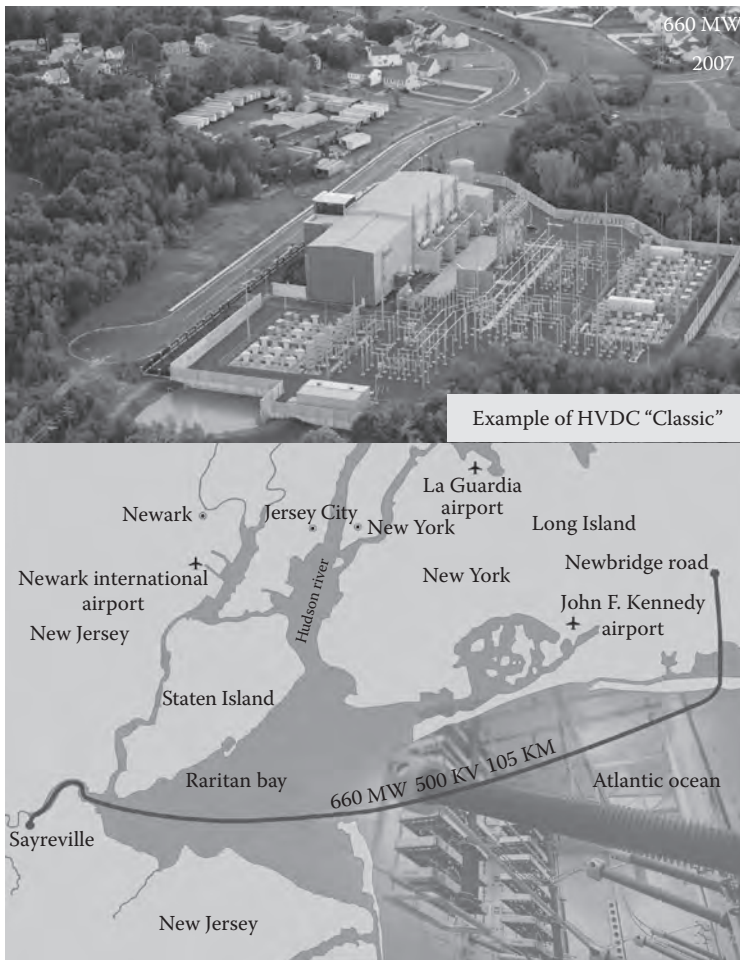 660 MW
2007
Example of HVDC “Classic”
La Guardia
airport
Newark
Jersey City
New York
Long Island
Newark international
airport
Hudson river
New York
Newbridge road
John F. Kennedy
airport
New Jersey
Staten Island
Raritan bay
660 MW 500 KV 105 KM
Atlantic ocean
Sayreville
New Jersey